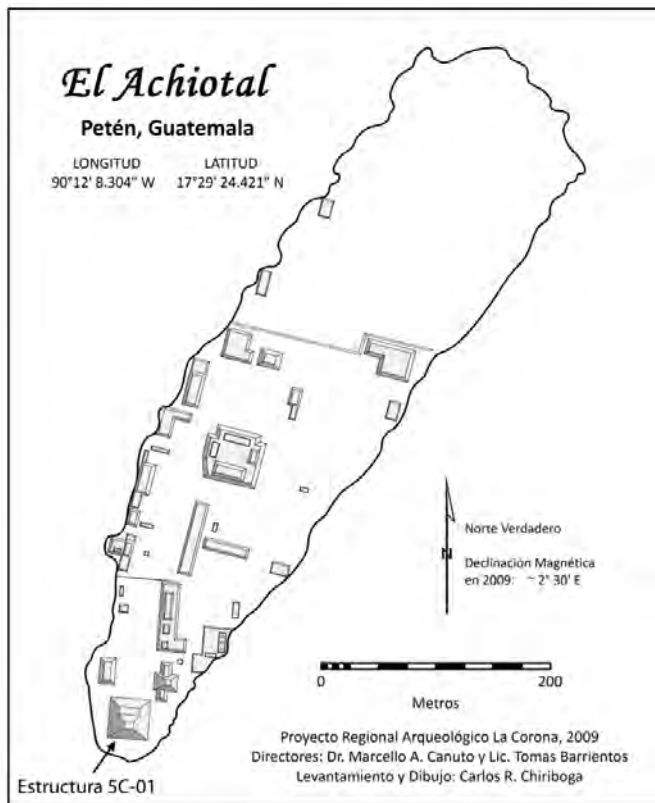 El Achiotal
Petén, Guatemala
LONGITUD LATITUD
90°12' 8.304" W 17°29' 24.421" N
N
Norte Verdadero
Declinación Magnética
en 2009: ~ 2° 30' E
0 200
Metros
Proyecto Regional Arqueológico La Corona, 2009
Directores: Dr. Marcello A. Canuto y Lic. Tomas Barrientos
Levantamiento y Dibujo: Carlos R. Chiriboga
Estructura 5C-01